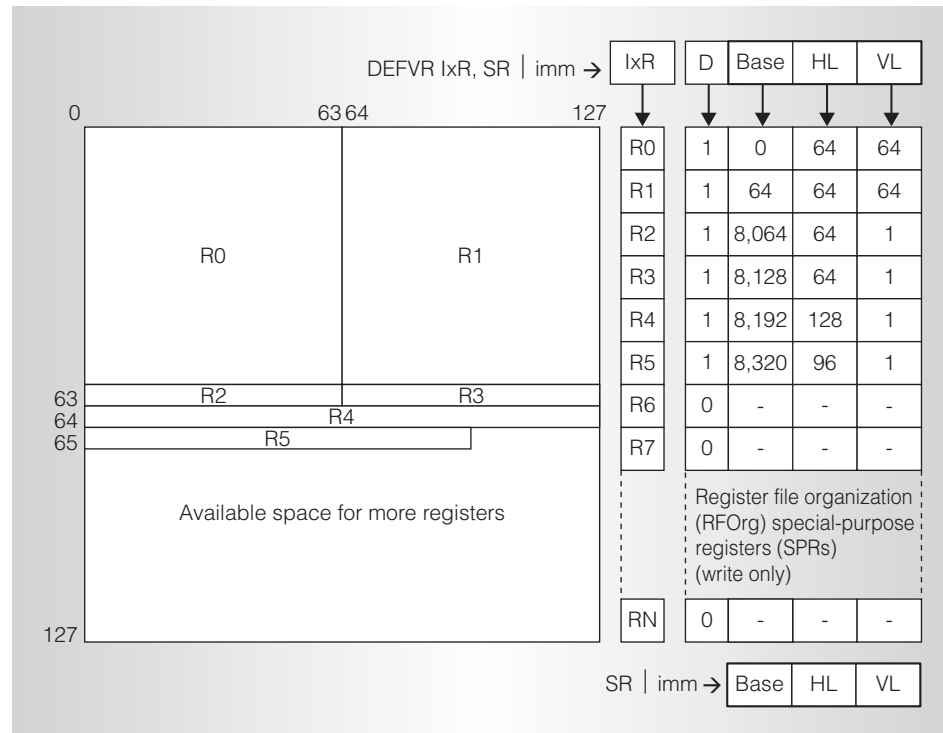 DEFVR IxR, SR | imm → IxR D Base HL VL
0 63 64 127
R0 1 0 64 64
R1 1 64 64 64
R2 1 8,064 64 1
R0 R1
R3 1 8,128 64 1
R4 1 8,192 128 1
R5 1 8,320 96 1
63 R2 R3
R6 0 - - -
64 R4
65 R5
R7 0 - - -
Available space for more registers
Register file organization
(RFOrg) special-purpose
registers (SPRs)
(write only)
RN 0 - - -
127
SR | imm → Base HL VL